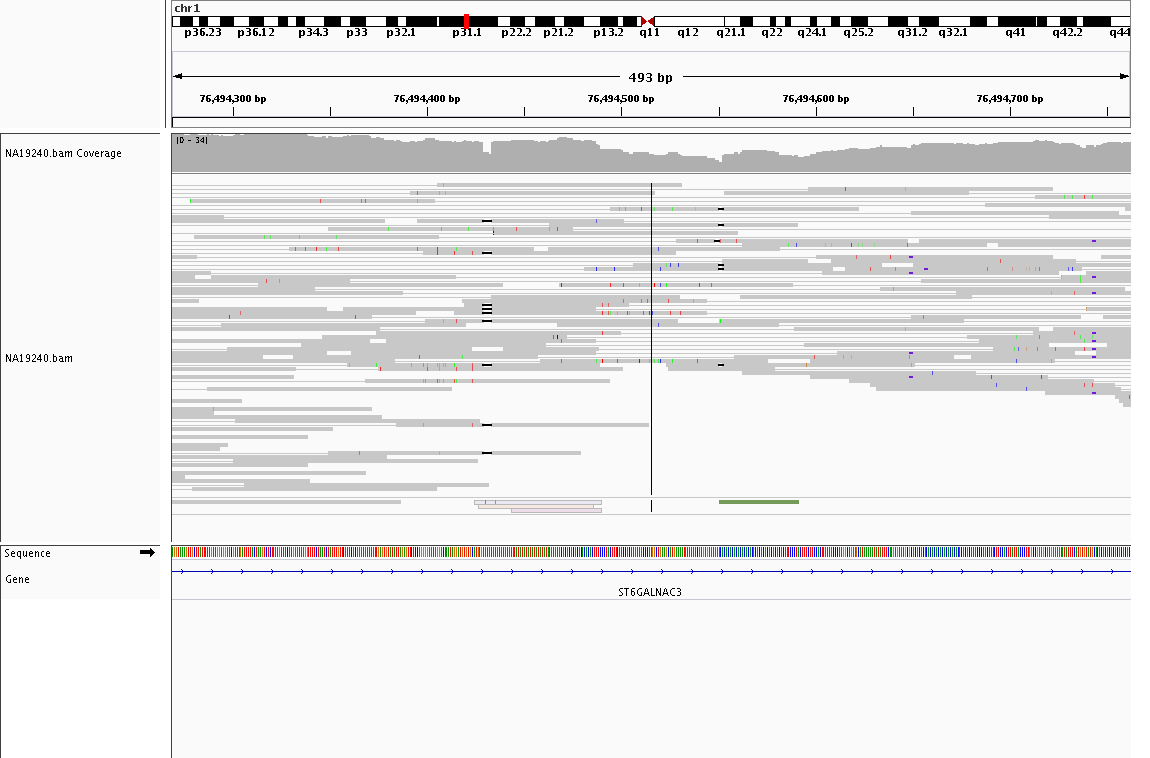 chr1
p36.23 p36.12 p34.3 p33 p32.1 p31.1 p22.2 p21.2 p13.2 q11 q12 q21.1 q22 q24.1 q25.2 q31.2 q32.1 q41 q42.2 q44
493 bp
76,494,300 bp 76,494,400 bp 76,494,500 bp 76,494,600 bp 76,494,700 bp
[0 - 34]
NA19240.bam Coverage
NA19240.bam
Sequence
Gene
ST6GALNAC3